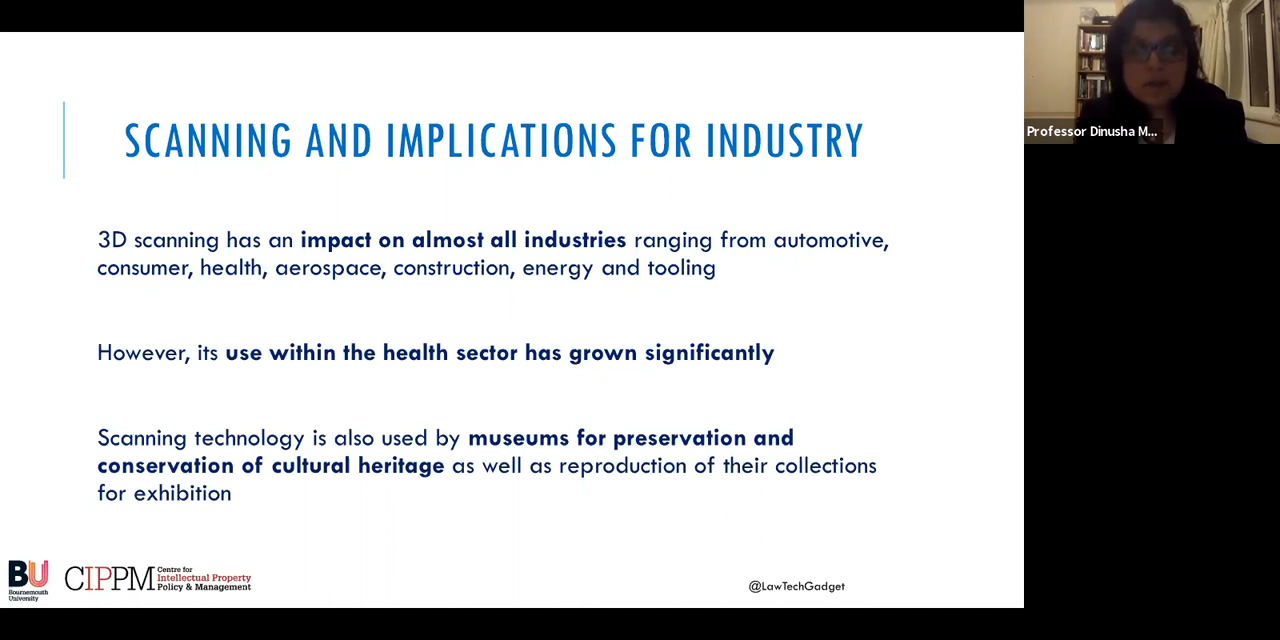 SCANNING AND IMPLICATIONS FOR INDUSTRY
Professor Dinusha M...
3D scanning has an impact on almost all industries ranging from automotive,
consumer, health, aerospace, construction, energy and tooling
However, its use within the health sector has grown significantly
Scanning technology is also used by museums for preservation and
conservation of cultural heritage as well as reproduction of their collections
for exhibition
BU
Bournemouth
University
CIPPM
Centre for
Intellectual Property
Policy & Management
@LawTechGadget